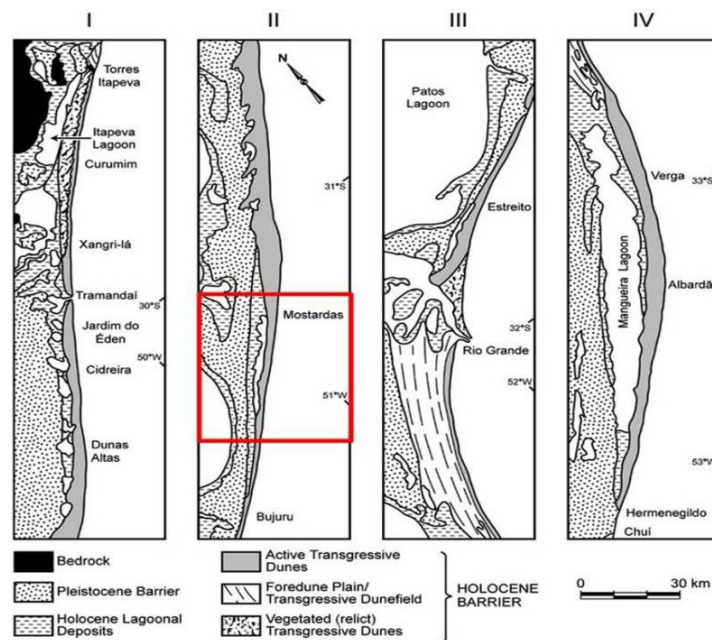 I
II
III
IV
Torres
Itapeva
Itapeva
Lagoon
Curumim
Xangri-lá
Tramandaí
30°S
Jardim do
Éden
50°W
Cidreira
Dunas
Altas
N
31°S
Mostardas
51°W
Bujuru
Patos
Lagoon
Estreito
32°S
Rio Grande
52°W
Verga
33°S
Mangueira Lagoon
Albardã
53°W
Hermenegildo
Chuí
Bedrock
Pleistocene Barrier
Holocene Lagoonal
Deposits
Active Transgressive
Dunes
Foredune Plain/
Transgressive Dunefield
Vegetated (relict)
Transgressive Dunes
HOLOCENE
BARRIER
0 30 km